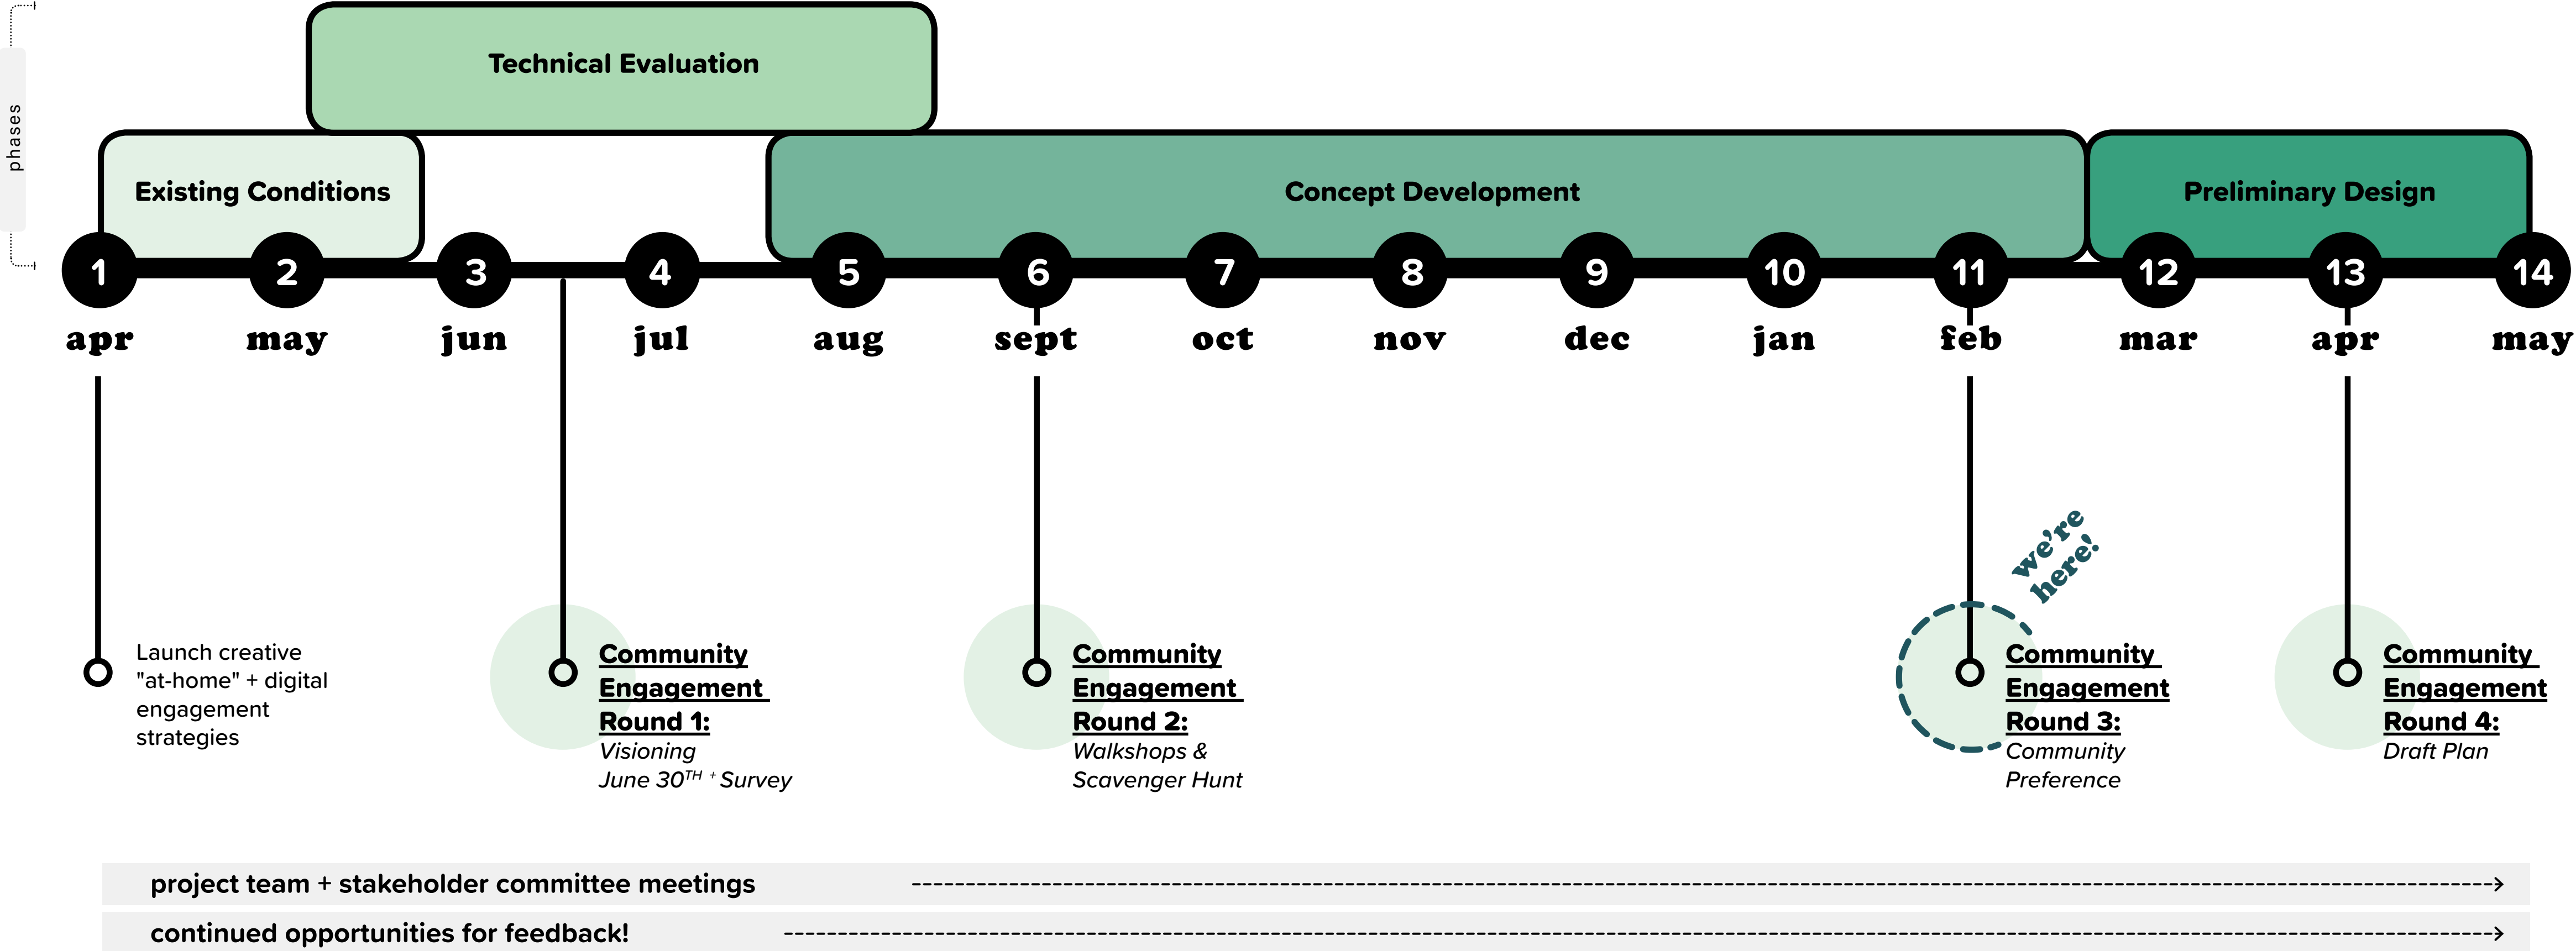 phases
Technical Evaluation
Existing Conditions
Concept Development
Preliminary Design
1 2 3 4 5 6 7 8 9 10 11 12 13 14
apr may jun jul aug sept oct nov dec jan feb mar apr may
Launch creative
"at-home" + digital
engagement
strategies
Community
Engagement
Round 1:
Visioning
June 30TH + Survey
Community
Engagement
Round 2:
Walkshops &
Scavenger Hunt
we're
here!
Community
Engagement
Round 3:
Community
Preference
Community
Engagement
Round 4:
Draft Plan
project team + stakeholder committee meetings
continued opportunities for feedback!